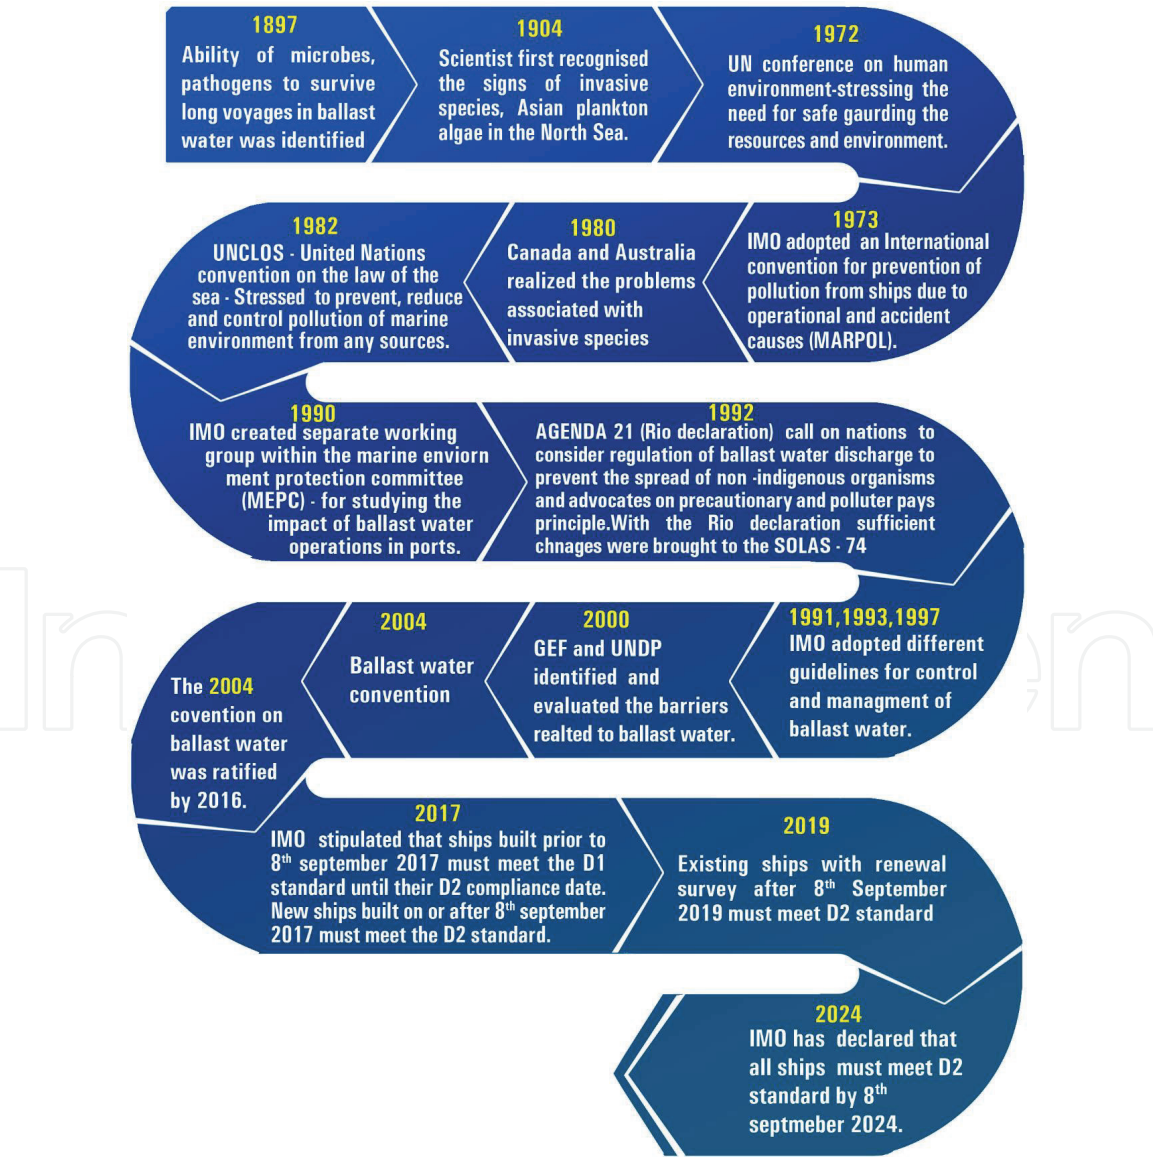 1897
Ability of microbes,
pathogens to survive
long voyages in ballast
water was identified
1904
Scientist first recognised
the signs of invasive
species, Asian plankton
algae in the North Sea.
1972
UN conference on human
environment-stressing the
need for safe gaurding the
resources and environment.
1973
IMO adopted an International
convention for prevention of
pollution from ships due to
operational and accident
causes (MARPOL).
1980
Canada and Australia
realized the problems
associated with
invasive species
1982
UNCLOS - United Nations
convention on the law of the
sea - Stressed to prevent, reduce
and control pollution of marine
environment from any sources.
1990
IMO created separate working
group within the marine enviorn
ment protection committee
(MEPC) - for studying the
impact of ballast water
operations in ports.
1992
AGENDA 21 (Rio declaration) call on nations to
consider regulation of ballast water discharge to
prevent the spread of non -indigenous organisms
and advocates on precautionary and polluter pays
principle.With the Rio declaration sufficient
chnages were brought to the SOLAS - 74
1991,1993,1997
IMO adopted different
guidelines for control
and managment of
ballast water.
2000
GEF and UNDP
identified and
evaluated the barriers
realted to ballast water.
2004
Ballast water
convention
The 2004
covention on
ballast water
was ratified
by 2016.
2017
IMO stipulated that ships built prior to
8th september 2017 must meet the D1
standard until their D2 compliance date.
New ships built on or after 8th september
2017 must meet the D2 standard.
2019
Existing ships with renewal
survey after 8th September
2019 must meet D2 standard
2024
IMO has declared that
all ships must meet D2
standard by 8th
septmeber 2024.